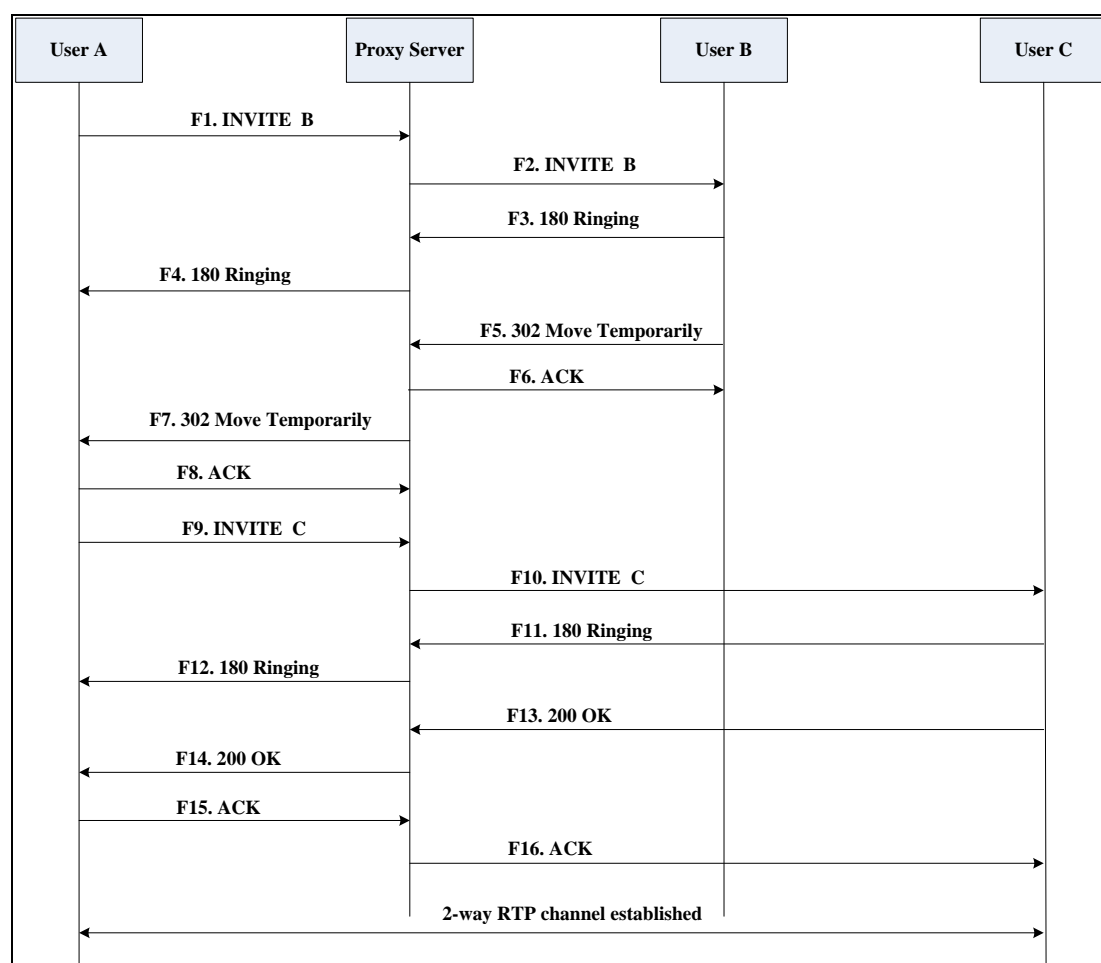 User A
Proxy Server
User B
User C
F1. INVITE B
F2. INVITE B
F3. 180 Ringing
F4. 180 Ringing
F5. 302 Move Temporarily
F6. ACK
F7. 302 Move Temporarily
F8. ACK
F9. INVITE C
F10. INVITE C
F11. 180 Ringing
F12. 180 Ringing
F13. 200 OK
F14. 200 OK
F15. ACK
F16. ACK
2-way RTP channel established